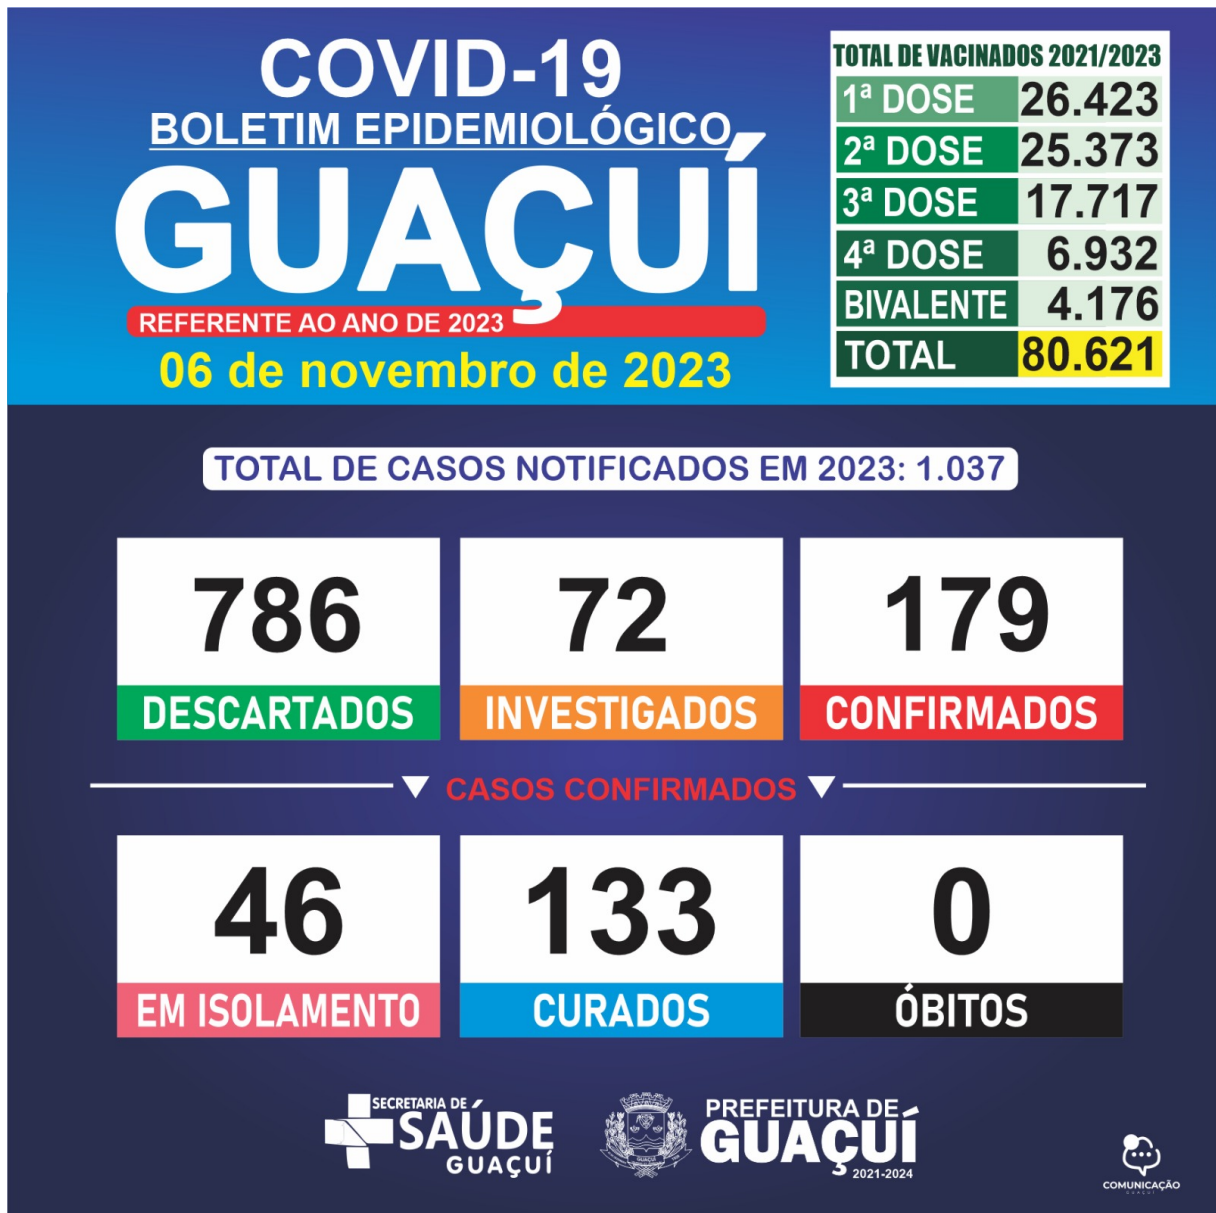 COVID-19
BOLETIM EPIDEMIOLÓGICO
GUAÇUÍ
REFERENTE AO ANO DE 2023
06 de novembro de 2023
TOTAL DE VACINADOS 2021/2023
1ª DOSE 26.423
2ª DOSE 25.373
3ª DOSE 17.717
4ª DOSE 6.932
BIVALENTE 4.176
TOTAL 80.621
TOTAL DE CASOS NOTIFICADOS EM 2023: 1.037
786
DESCARTADOS
72
INVESTIGADOS
179
CONFIRMADOS
CASOS CONFIRMADOS
46
EM ISOLAMENTO
133
CURADOS
0
ÓBITOS
SECRETARIA DE
SAÚDE
GUAÇUÍ
PREFEITURA DE
GUAÇUÍ
2021-2024
COMUNICAÇÃO
GUAÇUÍ